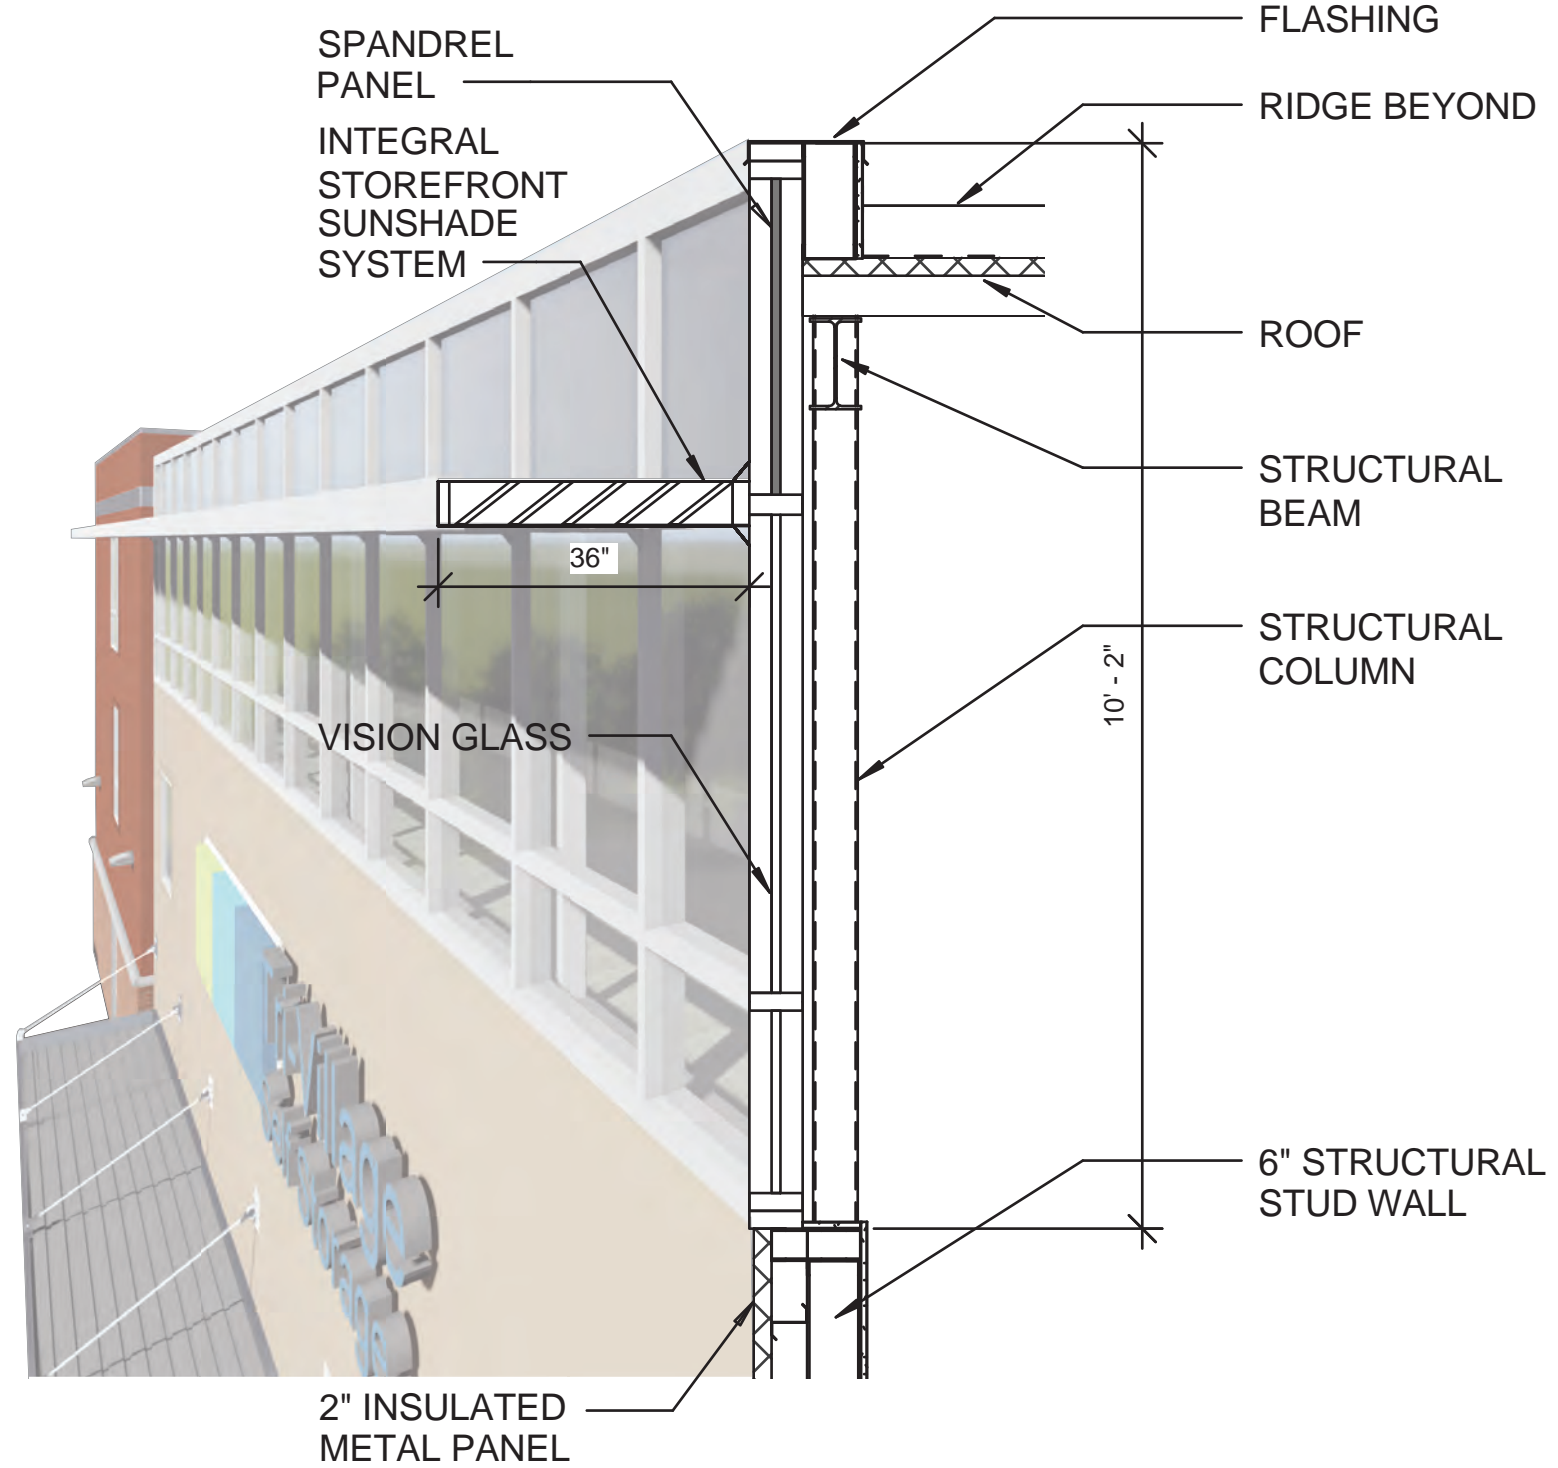 SPANDREL
PANEL
INTEGRAL
STOREFRONT
SUNSHADE
SYSTEM
FLASHING
RIDGE BEYOND
ROOF
STRUCTURAL
BEAM
36"
STRUCTURAL
COLUMN
10' - 2"
VISION GLASS
6" STRUCTURAL
STUD WALL
2" INSULATED
METAL PANEL